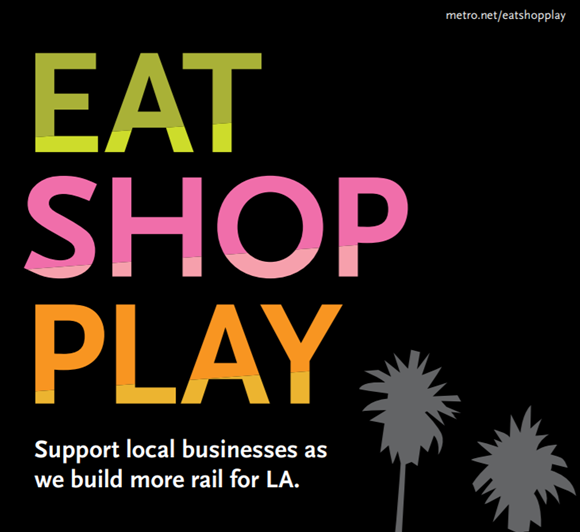 metro.net/eatshopplay
EAT
SHOP
PLAY
Support local businesses as
we build more rail for LA.